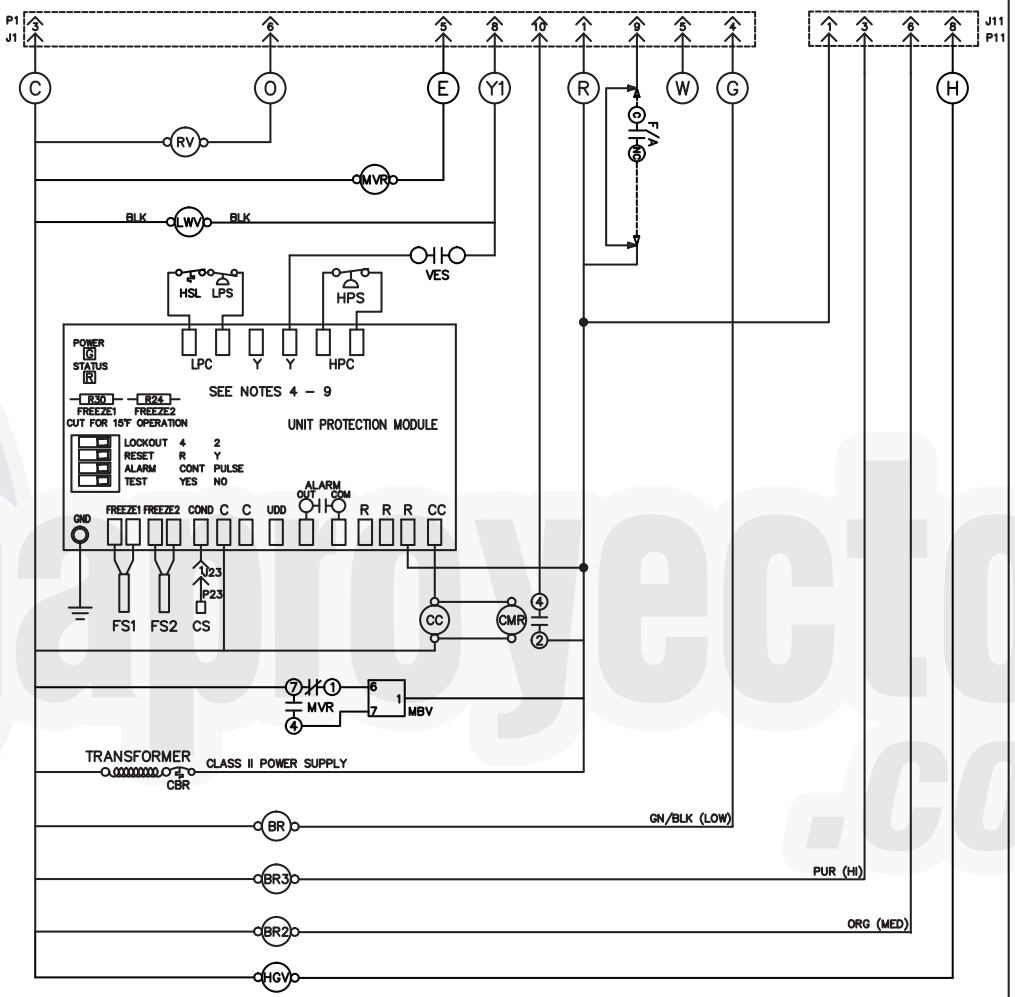 P1
J1
3 6 5 8 10 1 9 5 4
1 3 6 8
J11
P11
C O E Y1 R W G H
C
F/A
NC
RV
MVR
BLK LWV BLK
VES
HSL LPS HPS
LPC Y Y HPC
POWER
G
STATUS
R
SEE NOTES 4 - 9
R30 R24
FREEZE1 FREEZE2
CUT FOR 15°F OPERATION
UNIT PROTECTION MODULE
LOCKOUT 4 2
RESET R Y
ALARM CONT PULSE
TEST YES NO
ALARM
OUT COM
GND FREEZE1 FREEZE2 COND C C UDD R R R CC
1 J23
P23
FS1 FS2 CS
CC CMR
4
2
7 1 6
MVR 1
4 7 MBV
TRANSFORMER
CLASS II POWER SUPPLY
CBR
BR GN/BLK (LOW)
BR3 PUR (HI)
BR2 ORG (MED)
HGV
aproyecto
.co